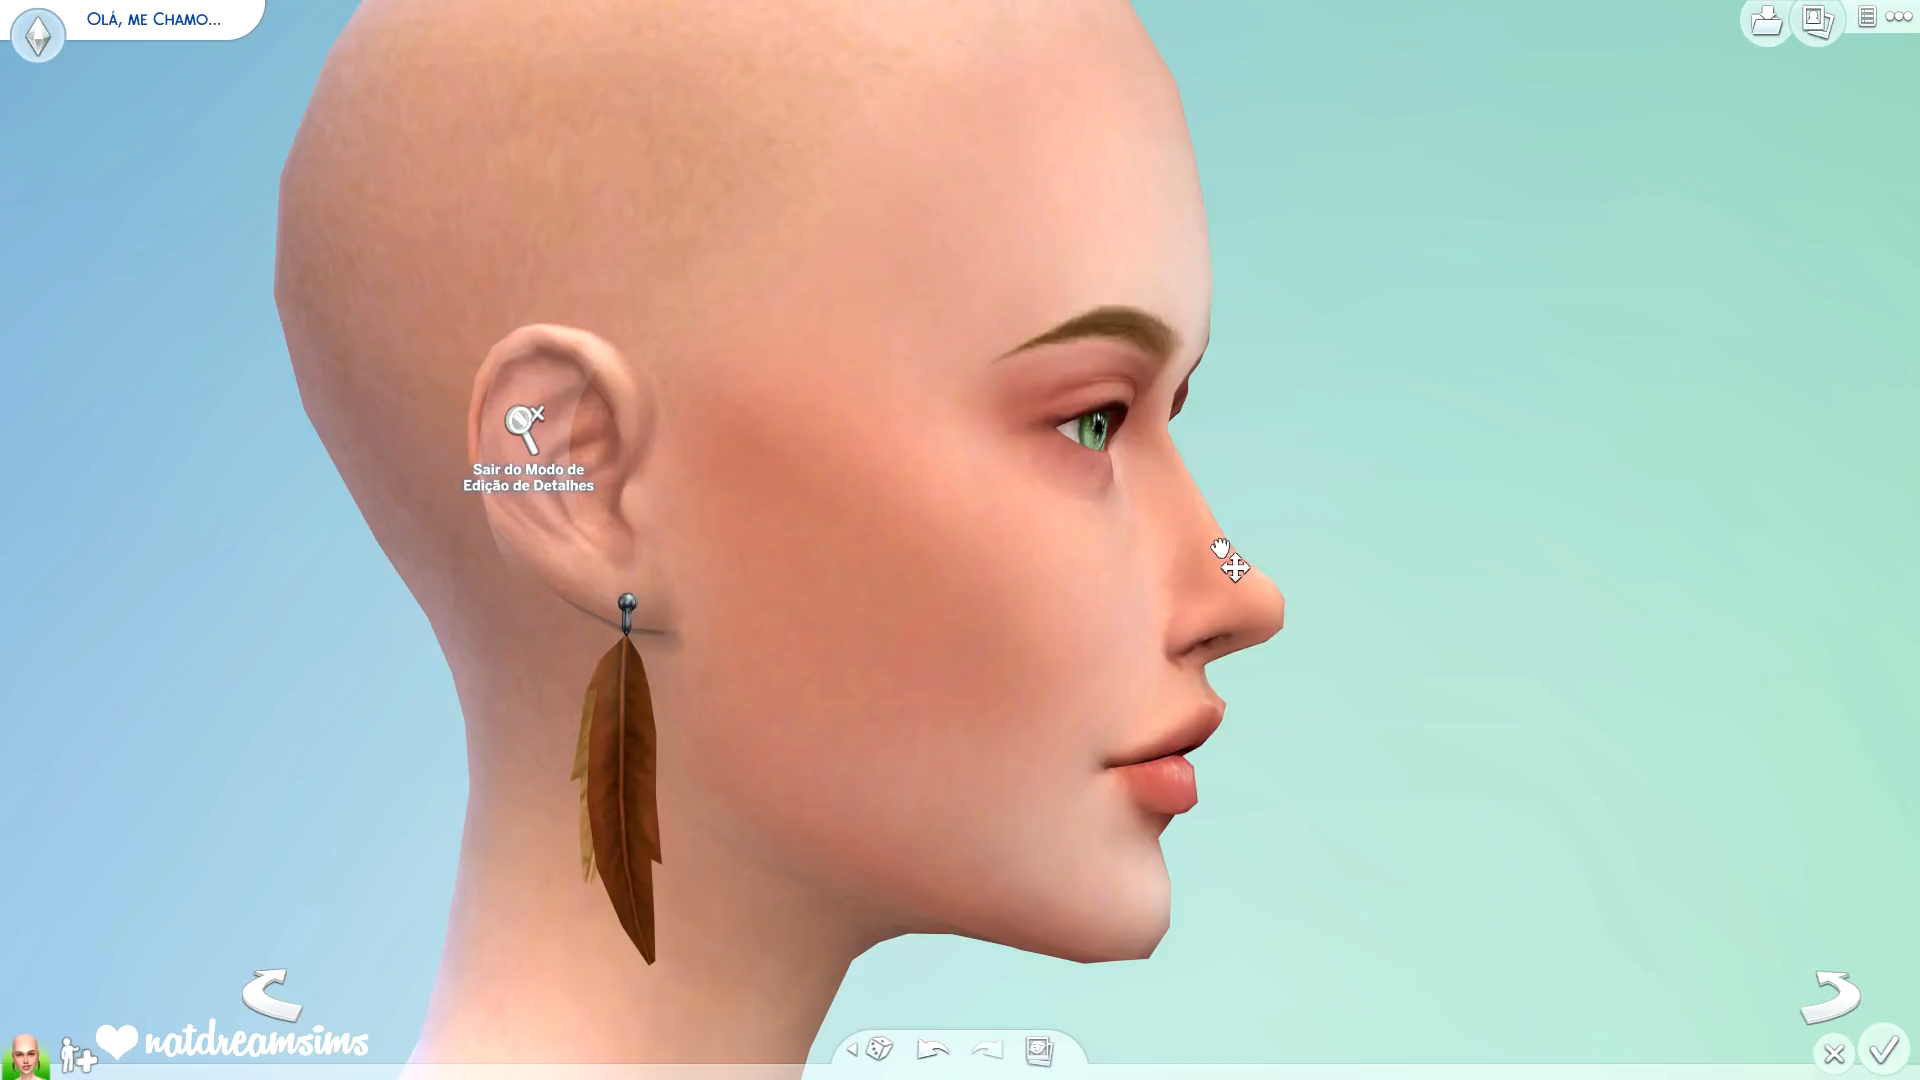 Olá, me Chamo...
Sair do Modo de
Edição de Detalhes
natdreamsims